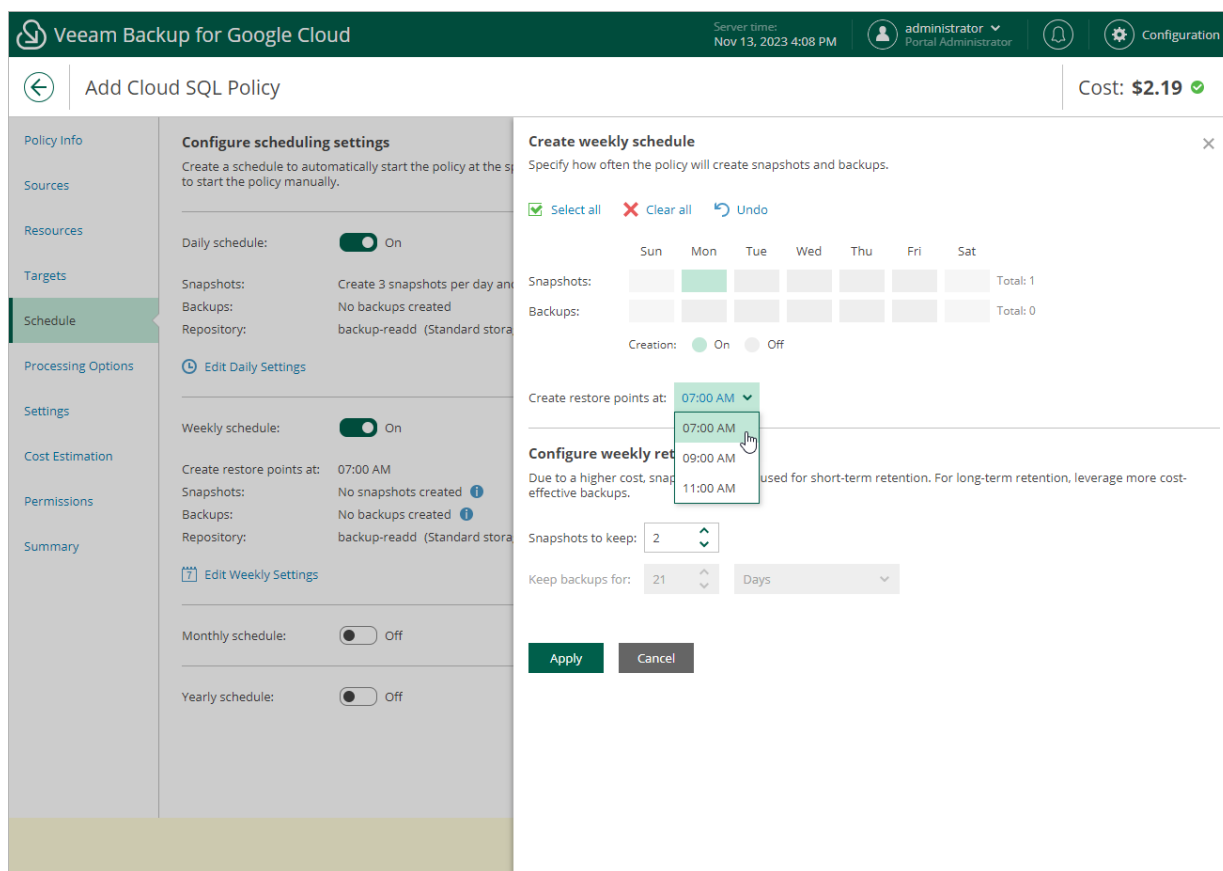 Veeam Backup for Google Cloud
Server time:
Nov 13, 2023 4:08 PM
administrator
Portal Administrator
Configuration
Add Cloud SQL Policy
Cost: $2.19
Policy Info
Sources
Resources
Targets
Schedule
Processing Options
Settings
Cost Estimation
Permissions
Summary
Configure scheduling settings
Create a schedule to automatically start the policy at the
to start the policy manually.
Daily schedule: On
Snapshots: Create 3 snapshots per day and
Backups: No backups created
Repository: backup-readd (Standard
Edit Daily Settings
Weekly schedule: On
Create restore points at: 07:00 AM
Snapshots: No snapshots created
Backups: No backups created
Repository: backup-readd (Standard
7 Edit Weekly Settings
Monthly schedule: Off
Yearly schedule: Off
Create weekly schedule
Specify how often the policy will create snapshots and backups.
Select all Clear all Undo
Sun Mon Tue Wed Thu Fri Sat
Snapshots: Total: 1
Backups: Total: 0
Creation: On Off
Create restore points at: 07:00 AM
07:00 AM
09:00 AM
11:00 AM
Configure weekly
Due to a higher cost, used for short-term retention. For long-term retention, leverage more cost-
effective backups.
Snapshots to keep: 2
Keep backups for: 21 Days
Apply Cancel